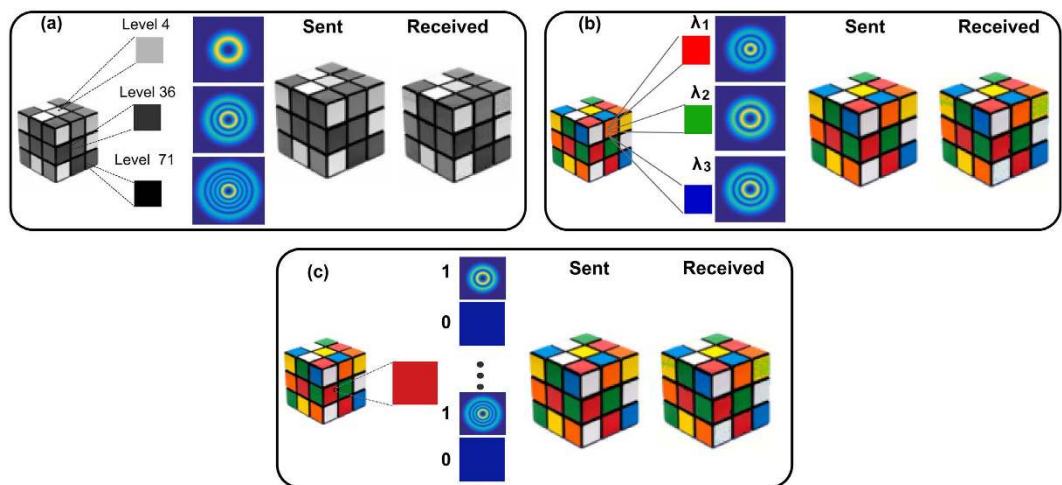 (a)
Level 4
Sent
Received
Level 36
Level 71
(b)
λ1
Sent
Received
λ2
λ3
(c)
1
Sent
Received
0
1
0